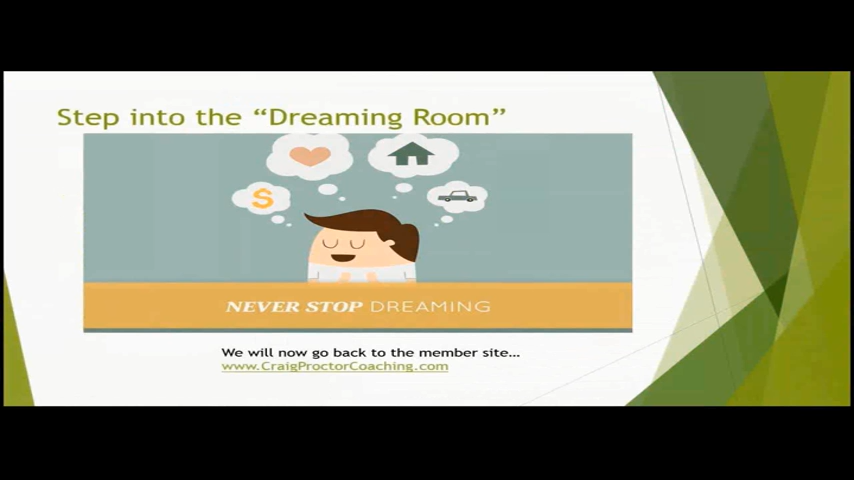 Step into the “Dreaming Room”
$
NEVER STOP DREAMING
We will now go back to the member site...
www.CraigProctorCoaching.com